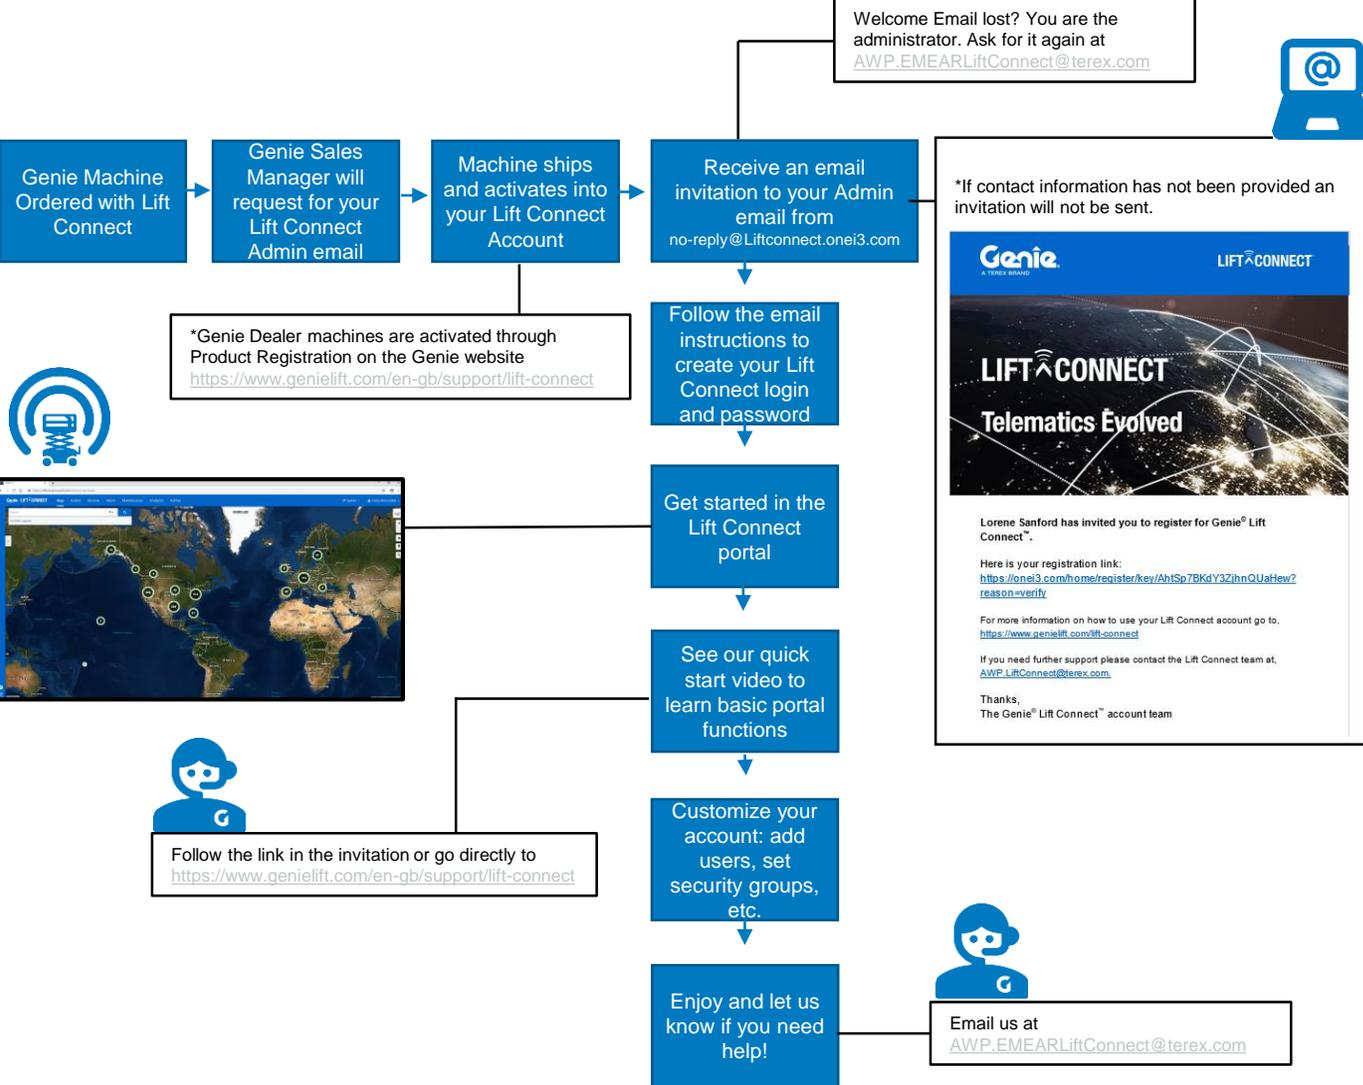 Welcome Email lost? You are the
administrator. Ask for it again at
AWP.EMEARLiftConnect@terex.com
Genie Machine
Ordered with Lift
Connect
Genie Sales
Manager will
request for your
Lift Connect
Admin email
Machine ships
and activates into
your Lift Connect
Account
Receive an email
invitation to your Admin
email from
no-reply@Liftconnect.onei3.com
*If contact information has not been provided an
invitation will not be sent.
Genie
A TEREX BRAND
LIFT CONNECT
LIFT CONNECT
Telematics Evolved
Lorene Sanford has invited you to register for Genie® Lift
Connect™.
Here is your registration link:
https://onei3.com/home/register/key/AhtSp7BKdY3ZjhnQUaHew?
reason=verify
For more information on how to use your Lift Connect account go to,
https://www.genielift.com/lift-connect
If you need further support please contact the Lift Connect team at,
AWP.LiftConnect@terex.com.
Thanks,
The Genie® Lift Connect™ account team
*Genie Dealer machines are activated through
Product Registration on the Genie website
https://www.genielift.com/en-gb/support/lift-connect
Follow the email
instructions to
create your Lift
Connect login
and password
Genie LIFT CONNECT
Get started in the
Lift Connect
portal
See our quick
start video to
learn basic portal
functions
G
Follow the link in the invitation or go directly to
https://www.genielift.com/en-gb/support/lift-connect
Customize your
account: add
users, set
security groups,
etc.
Enjoy and let us
know if you need
help!
G
Email us at
AWP.EMEARLiftConnect@terex.com